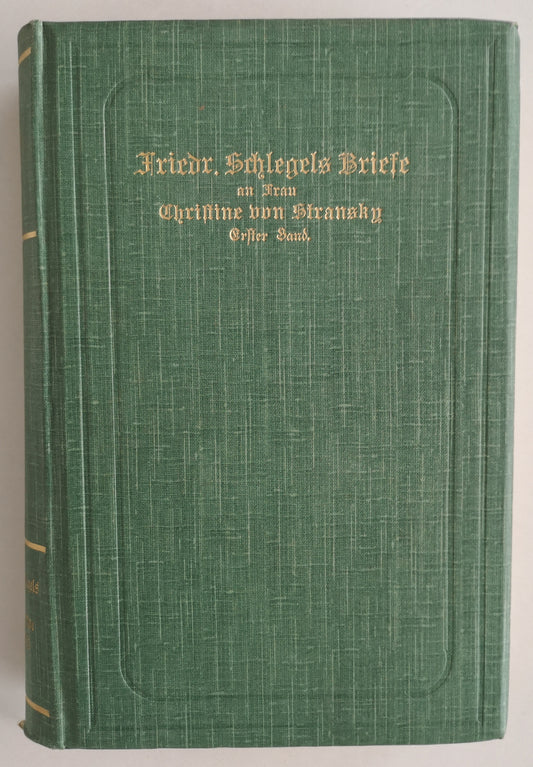 Friedr. Schlegels Briefe
an Frau
Christine von Stransky
Erster Band.